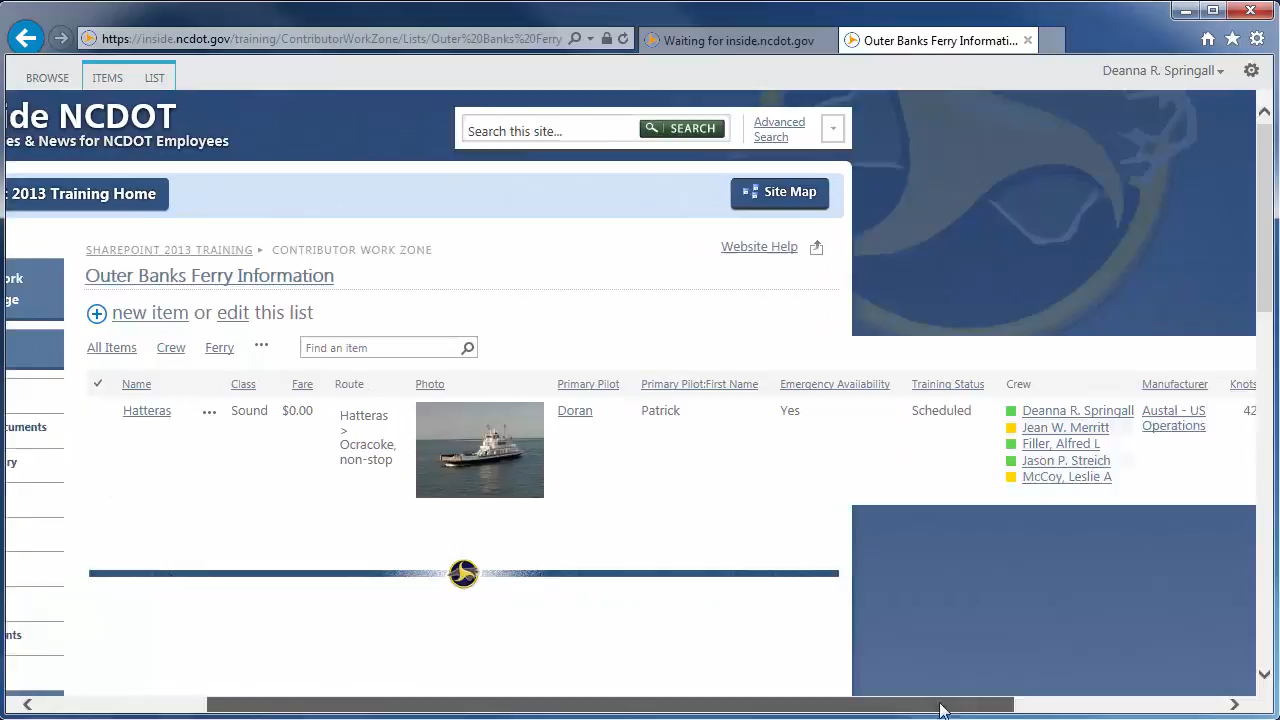 https://inside.ncdot.gov/training/ContributorWorkZone/Lists/Outer%20Banks%20Ferry
Waiting for inside.ncdot.gov
Outer Banks Ferry Informati...
BROWSE
ITEMS
LIST
Deanna R. Springall
ide NCDOT
es & News for NCDOT Employees
Search this site...
SEARCH
Advanced
Search
t 2013 Training Home
Site Map
SHAREPOINT 2013 TRAINING
CONTRIBUTOR WORK ZONE
Website Help
ork
ge
Outer Banks Ferry Information
new item or edit this list
All Items
Crew
Ferry
...
Find an item
Name
Class
Fare
Route
Photo
Primary Pilot
Primary Pilot:First Name
Emergency Availability
Training Status
Crew
Manufacturer
Knots
Hatteras
...
Sound
$0.00
Hatteras
>
Ocracoke,
non-stop
Doran
Patrick
Yes
Scheduled
Deanna R. Springall
Jean W. Merritt
Filler, Alfred L
Jason P. Streich
McCoy, Leslie A
Austal - US
Operations
42
cuments
ry
nts